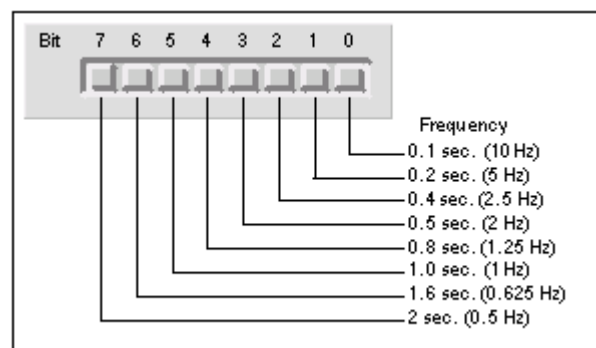 Bit 7 6 5 4 3 2 1 0
Frequency
0.1 sec. (10 Hz)
0.2 sec. (5 Hz)
0.4 sec. (2.5 Hz)
0.5 sec. (2 Hz)
0.8 sec. (1.25 Hz)
1.0 sec. (1 Hz)
1.6 sec. (0.625 Hz)
2 sec. (0.5 Hz)